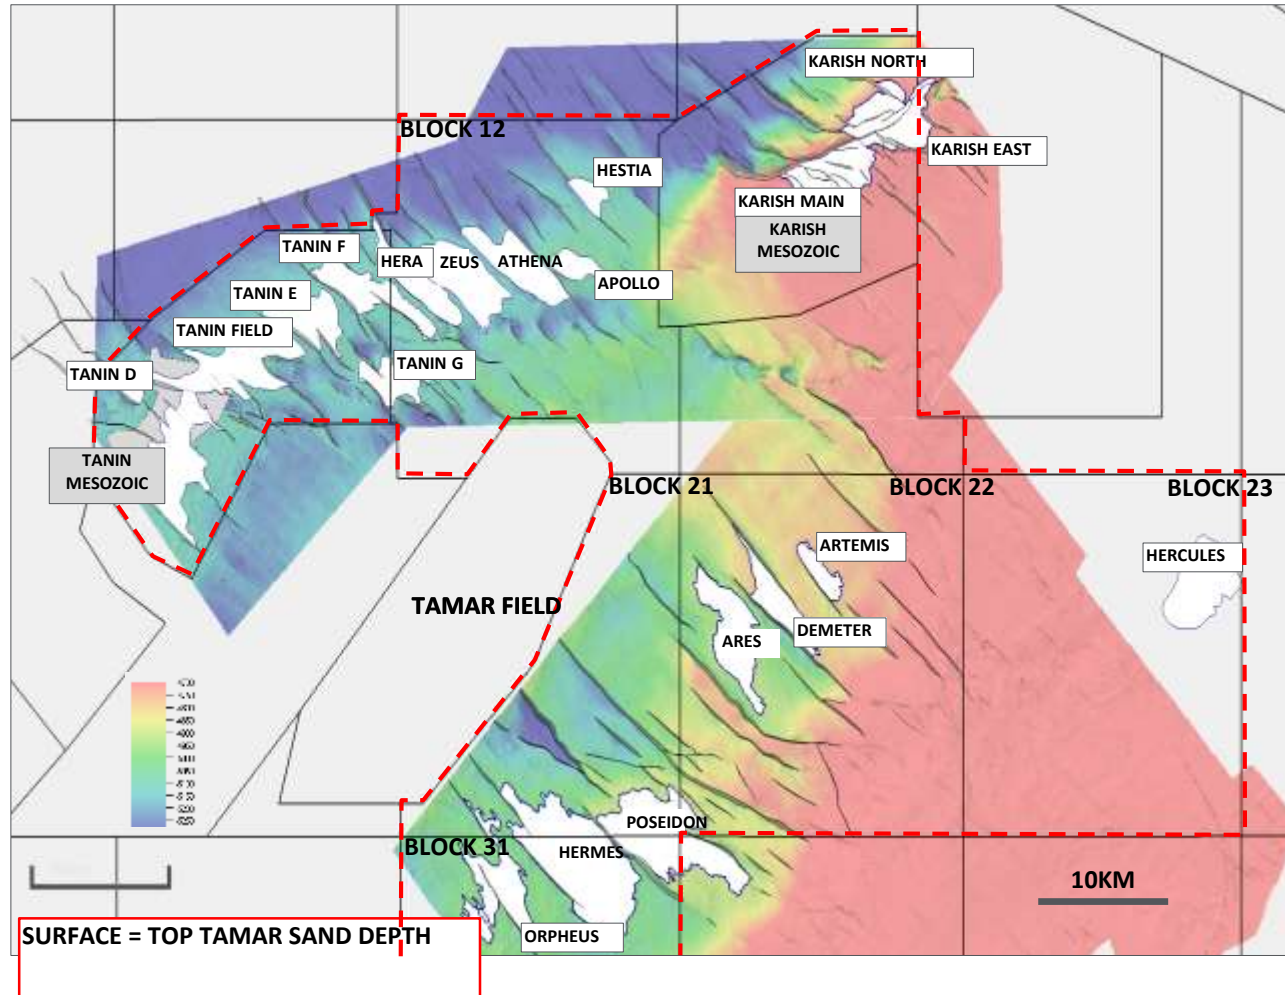 KARISH NORTH
BLOCK 12
KARISH EAST
HESTIA
KARISH MAIN
KARISH
MESOZOIC
TANIN F
HERA
ZEUS
ATHENA
APOLLO
TANIN E
TANIN FIELD
TANIN D
TANIN G
TANIN
MESOZOIC
BLOCK 21
BLOCK 22
BLOCK 23
ARTEMIS
HERCULES
TAMAR FIELD
DEMETER
ARES
POSEIDON
BLOCK 31
HERMES
10KM
ORPHEUS
SURFACE = TOP TAMAR SAND DEPTH